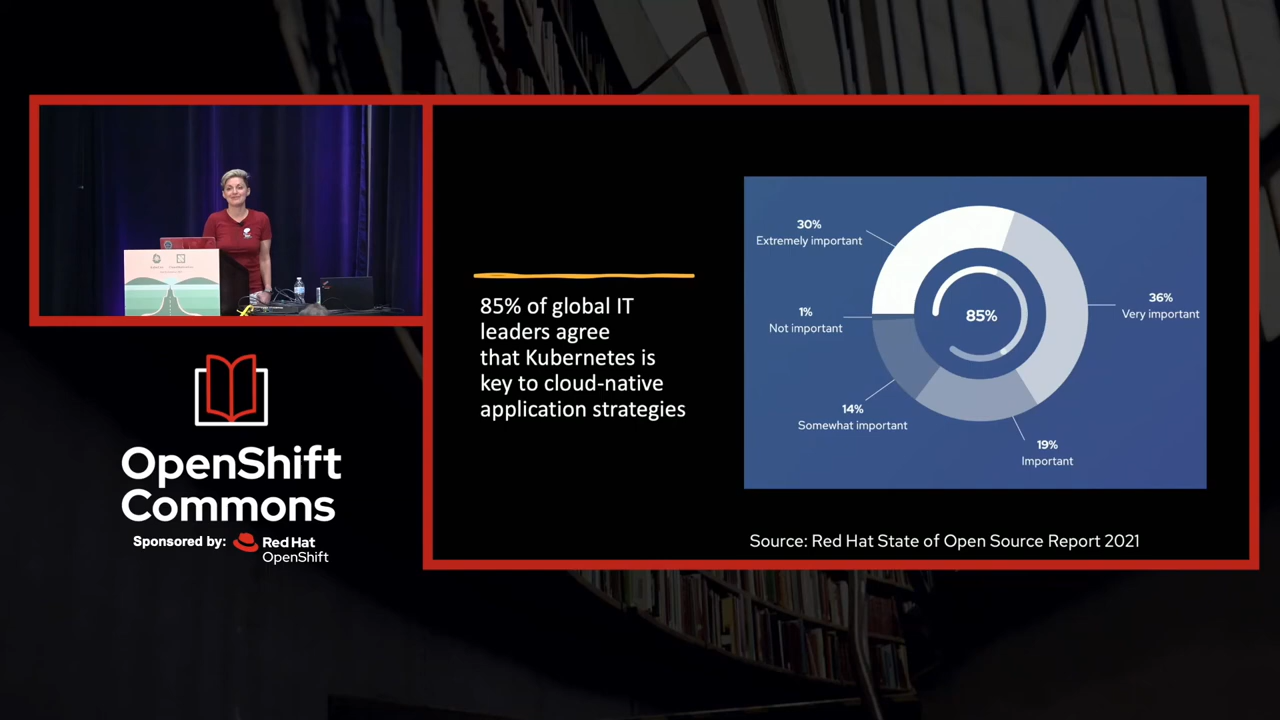 85% of global IT
leaders agree
that Kubernetes is
key to cloud-native
application strategies
30%
Extremely important
36%
Very important
1%
Not important
85%
14%
Somewhat important
19%
Important
Source: Red Hat State of Open Source Report 2021
OpenShift
Commons
Sponsored by:
Red Hat
OpenShift